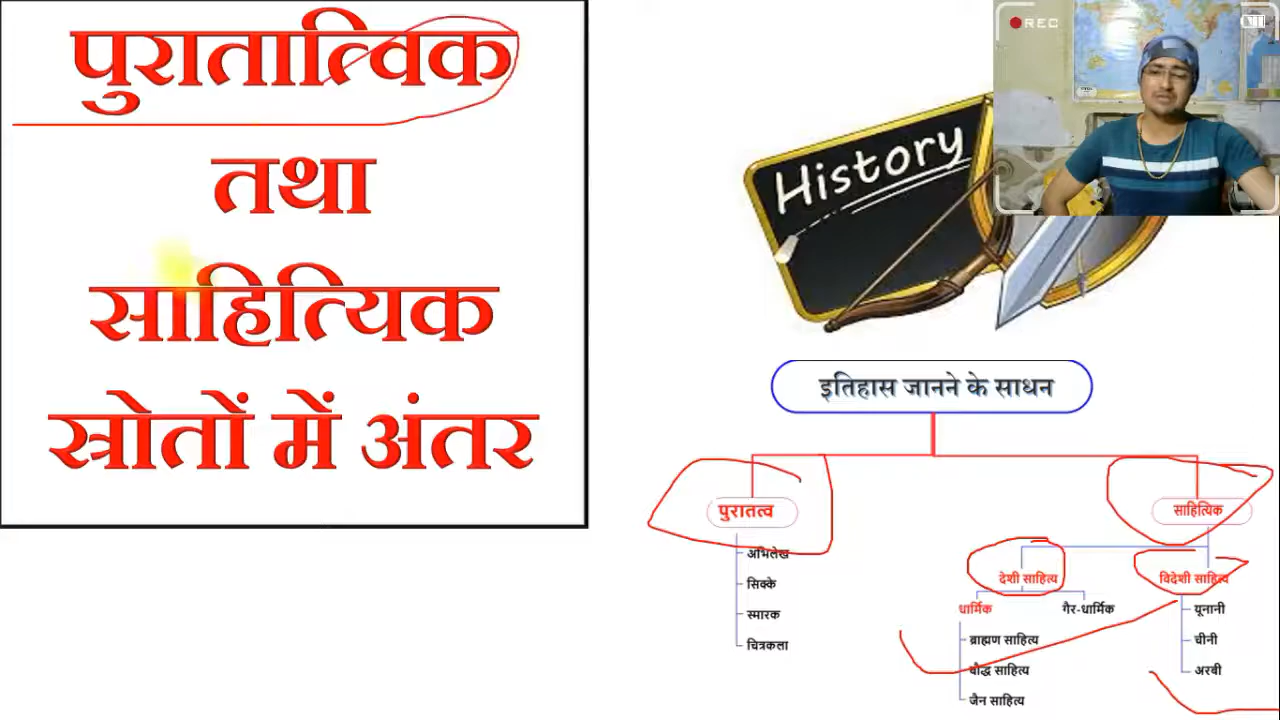 पुरातात्विक
तथा
साहित्यिक
स्रोतों में अंतर
REC
History
इतिहास जानने के साधन
पुरातत्व
अभिलेख
सिक्के
स्मारक
चित्रकला
साहित्यिक
देशी साहित्य
विदेशी साहित्य
धार्मिक
गैर-धार्मिक
ब्राह्मण साहित्य
बौद्ध साहित्य
जैन साहित्य
यूनानी
चीनी
अरबी